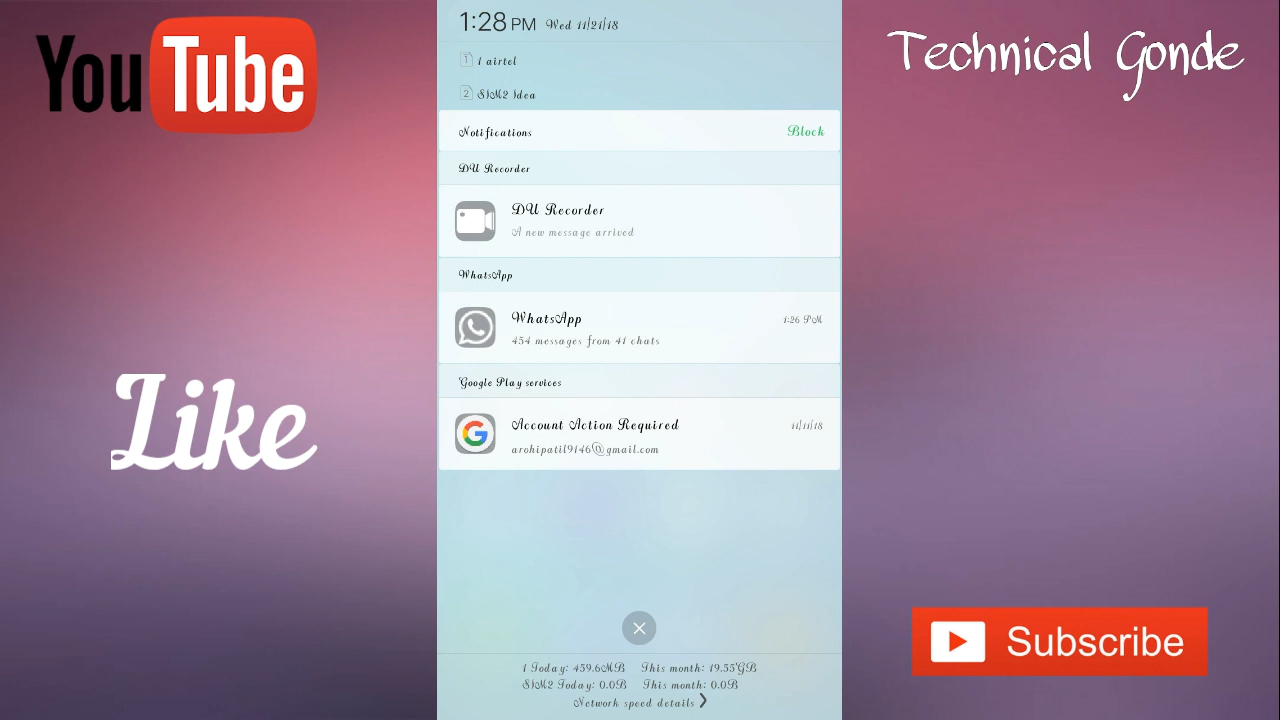 YouTube
Technical Gonde
Like
Subscribe
1:28 PM Wed 11/21/18
1 1 airtel
2 SIM2 Idea
Notifications Block
DU Recorder
DU Recorder
A new message arrived
WhatsApp
WhatsApp 1:26 PM
454 messages from 41 chats
Google Play services
Account Action Required 11/11/18
arohipatil9146@gmail.com
1 Today: 459.6MB This month: 19.55GB
SIM2 Today: 0.0B This month: 0.0B
Network speed details